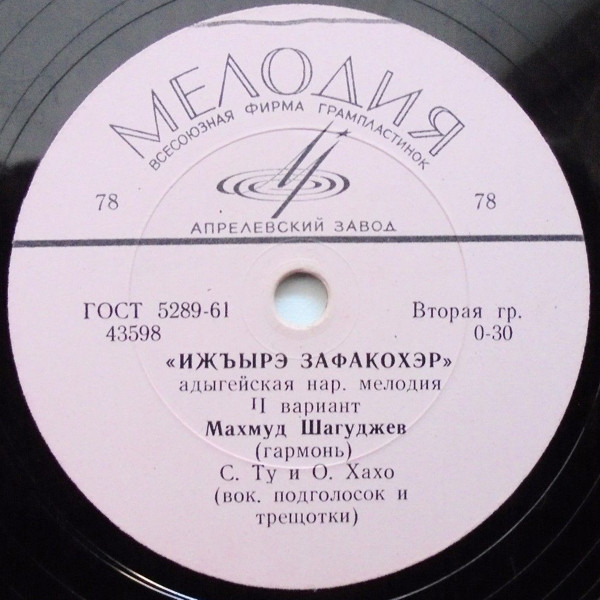 МЕЛОДИЯ
ВСЕСОЮЗНАЯ ФИРМА ГРАМПЛАСТИНОК
78 78
АПРЕЛЕВСКИЙ ЗАВОД
ГОСТ 5289-61 Вторая гр.
43598 0-30
«ИЖЪЫРЭ ЗАФАКОХЭР»
адыгейская нар. мелодия
II вариант
Махмуд Шагуджев
(гармонь)
С. Ту и О. Хахо
(вок. подголосок и
трещотки)